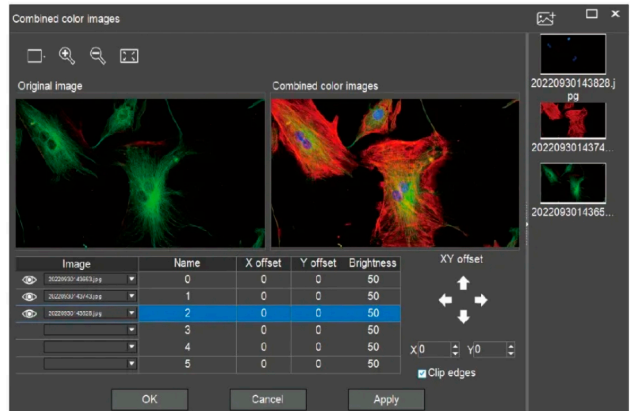 Combined color images
Original image
Combined color images
20220930143828.j
pg
2022093014374...
2022093014365...
Image Name X offset Y offset Brightness
0 0 0 50
1 0 0 50
20220930143828.jpg 2 0 0 50
3 0 0 50
4 0 0 50
5 0 0 50
XY offset
X 0 Y 0
Clip edges
OK Cancel Apply